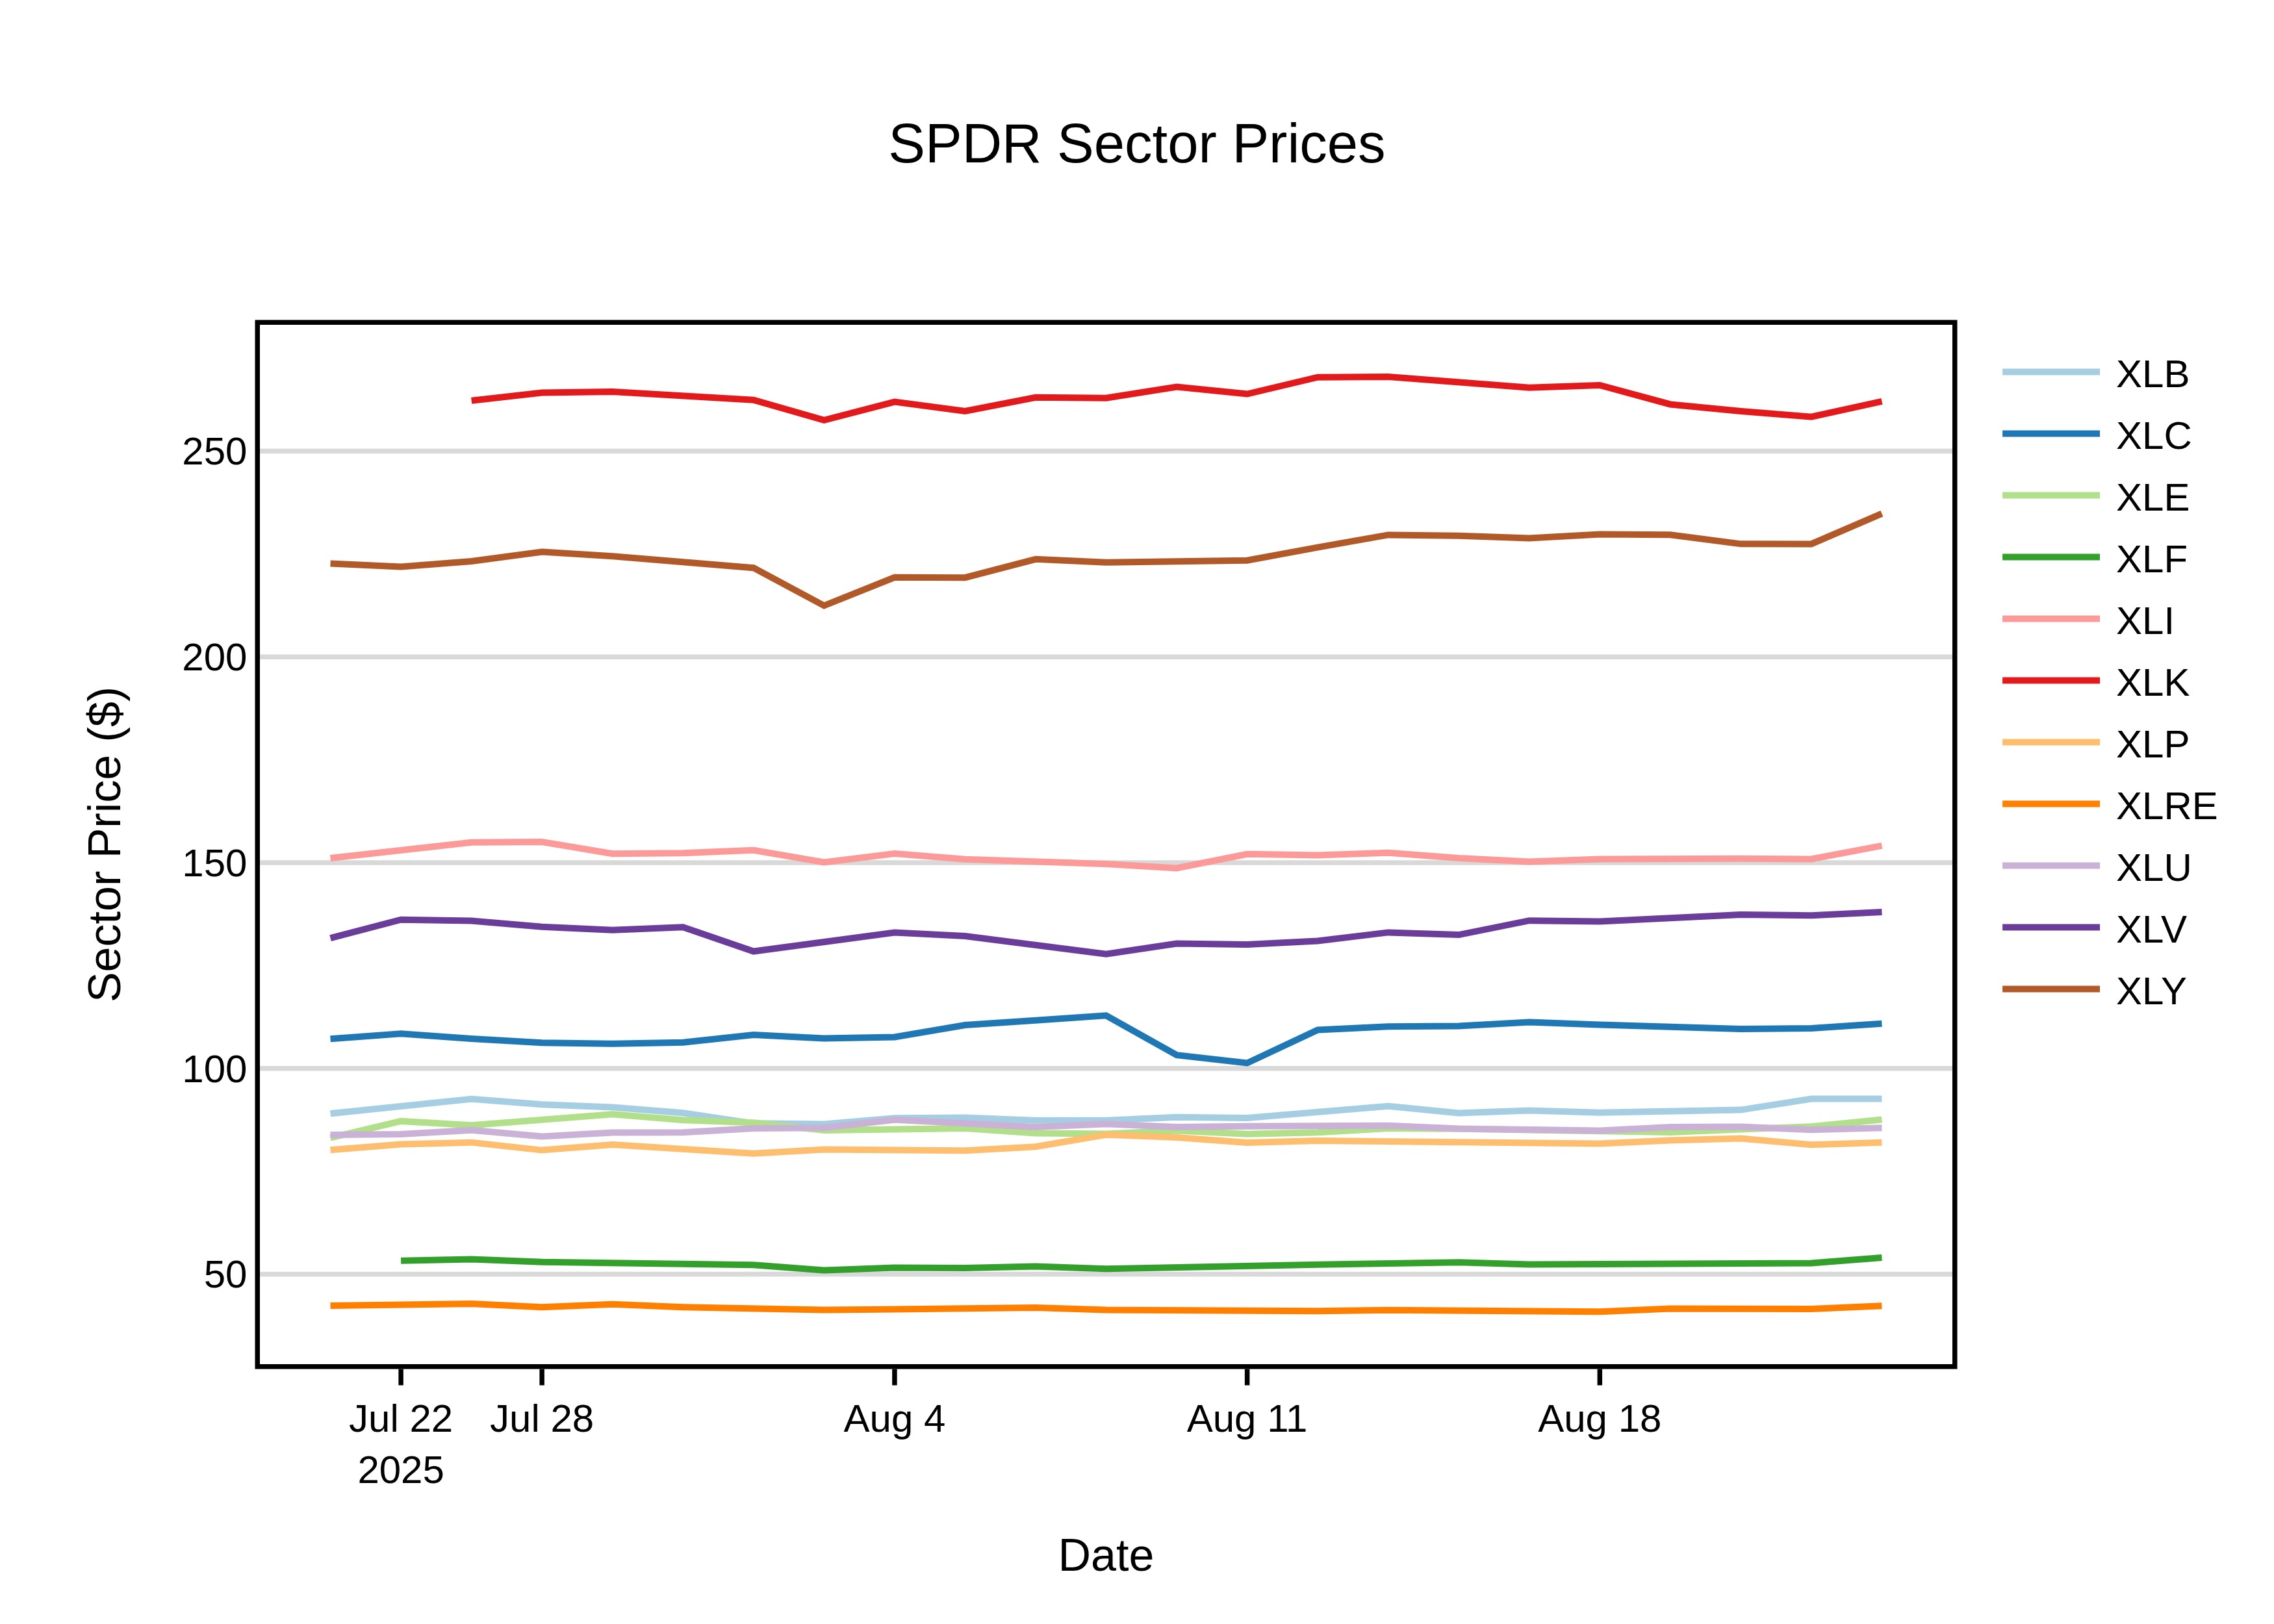 SPDR Sector Prices
Sector Price ($)
250
200
150
100
50
Jul 22
2025
Jul 28
Aug 4
Aug 11
Aug 18
Date
XLB
XLC
XLE
XLF
XLI
XLK
XLP
XLRE
XLU
XLV
XLY